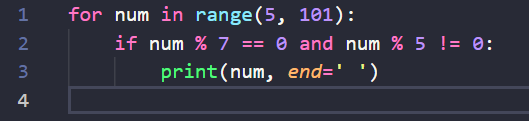 1 for num in range(5, 101):
2     if num % 7 == 0 and num % 5 != 0:
3         print(num, end=' ')
4